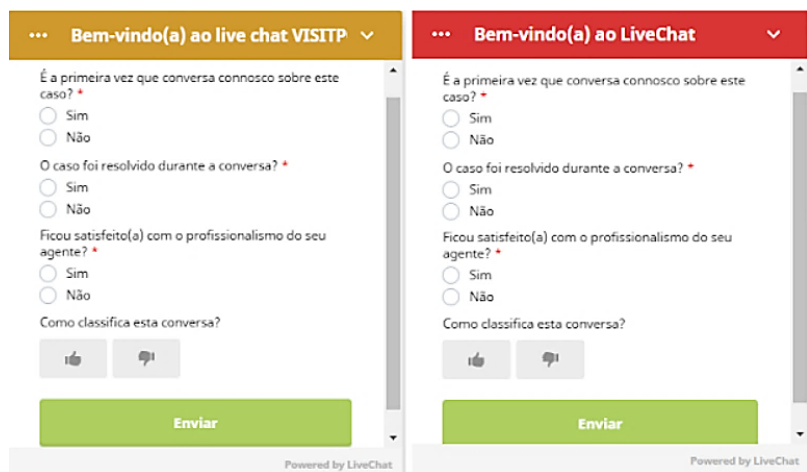 Bem-vindo(a) ao live chat VISITP
É a primeira vez que conversa connosco sobre este
caso? *
Sim
Não
O caso foi resolvido durante a conversa? *
Sim
Não
Ficou satisfeito(a) com o profissionalismo do seu
agente? *
Sim
Não
Como classifica esta conversa?
Enviar
Powered by LiveChat
Bem-vindo(a) ao LiveChat
É a primeira vez que conversa connosco sobre este
caso? *
Sim
Não
O caso foi resolvido durante a conversa? *
Sim
Não
Ficou satisfeito(a) com o profissionalismo do seu
agente? *
Sim
Não
Como classifica esta conversa?
Enviar
Powered by LiveChat